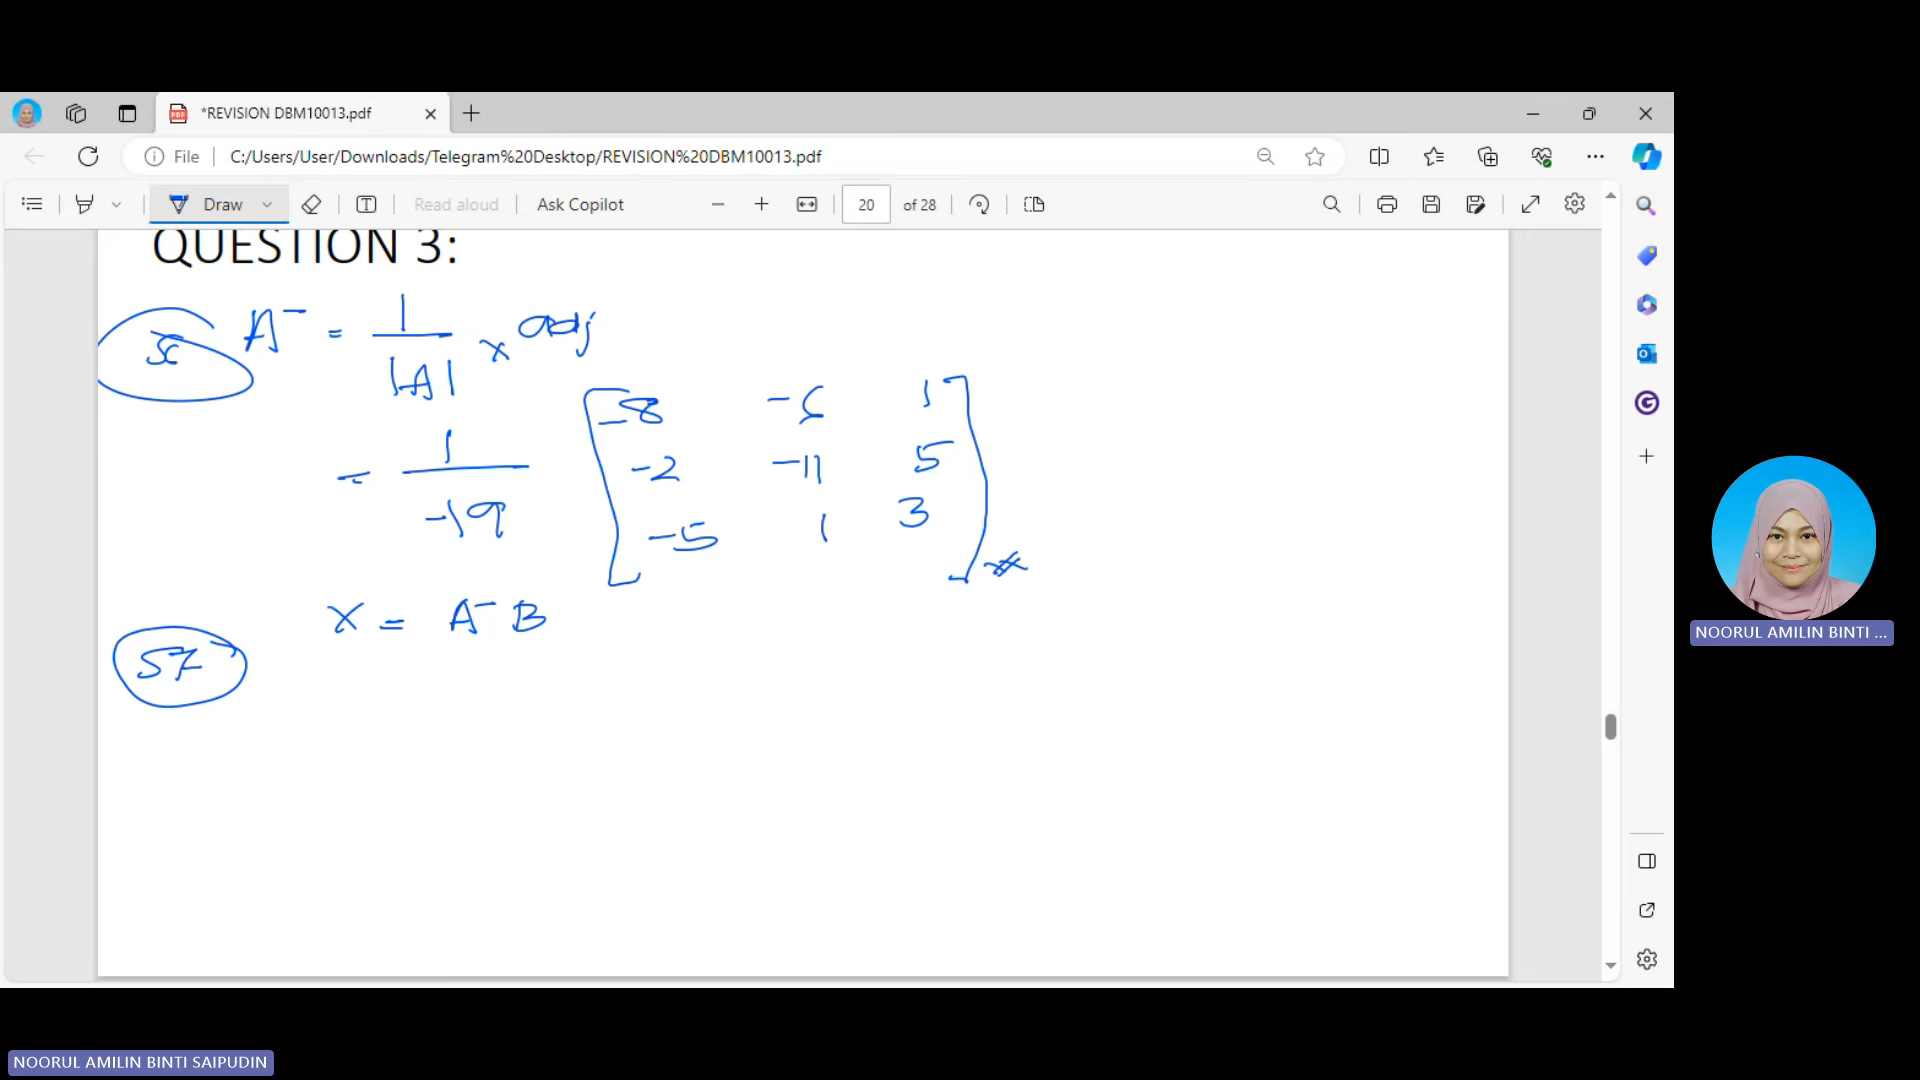 *REVISION DBM10013.pdf
File C:/Users/User/Downloads/Telegram%20Desktop/REVISION%20DBM10013.pdf
Draw Read aloud Ask Copilot 20 of 28
QUESTION 3:
A⁻ = 1/|A| x adj
= 1/-19 [-8 -6 1
-2 -11 5
-5 1 3]
X = A⁻ B
S7
NOORUL AMILIN BINTI ...
NOORUL AMILIN BINTI SAIPUDIN